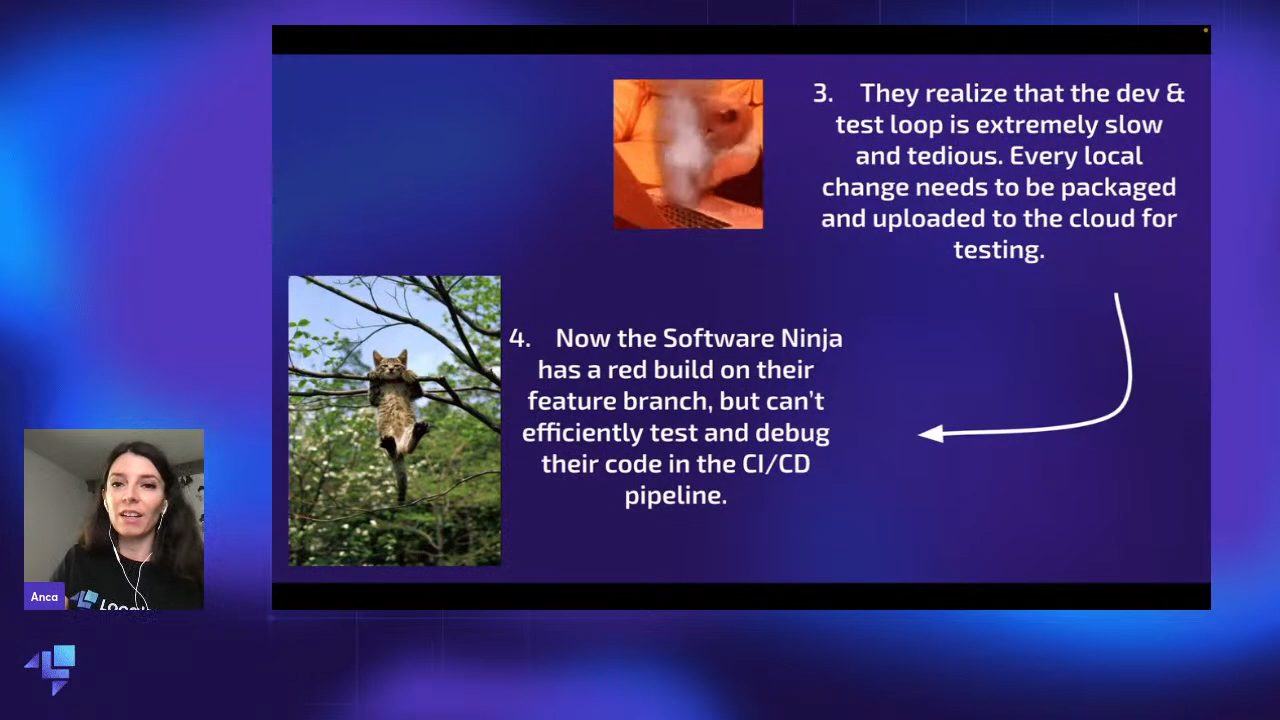 3. They realize that the dev &
test loop is extremely slow
and tedious. Every local
change needs to be packaged
and uploaded to the cloud for
testing.
4. Now the Software Ninja
has a red build on their
feature branch, but can't
efficiently test and debug
their code in the CI/CD
pipeline.
Anca